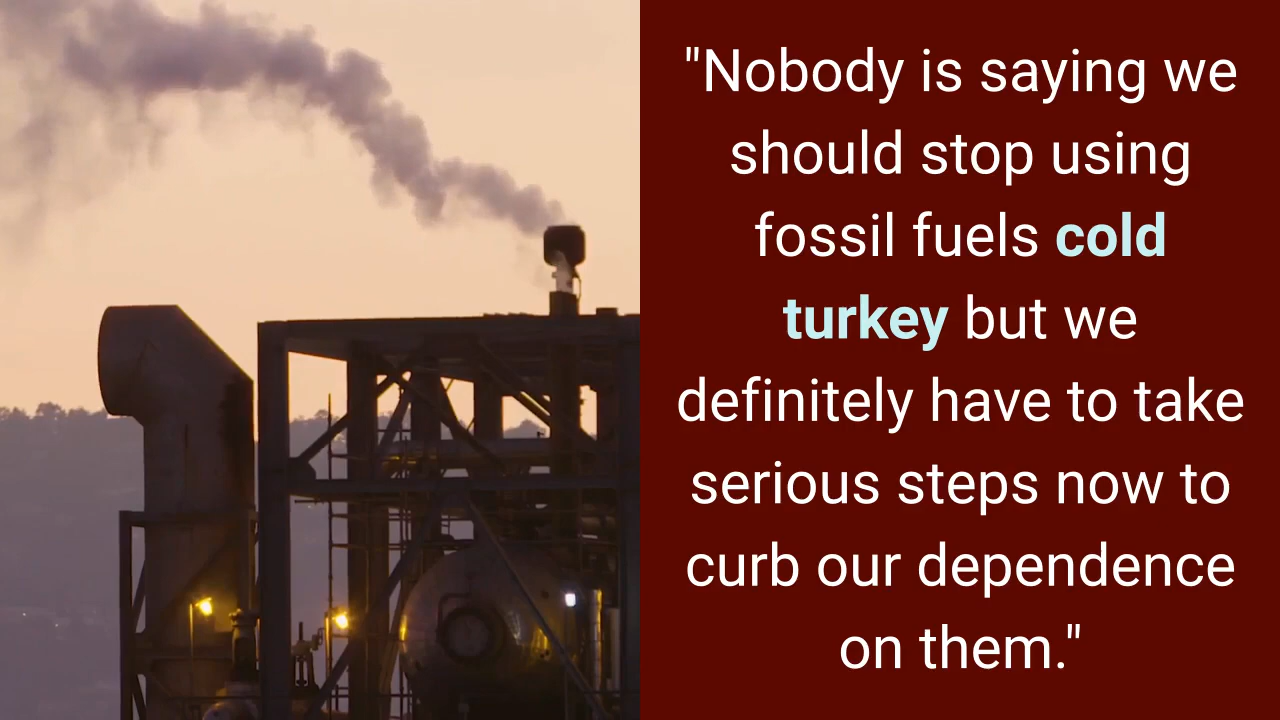 "Nobody is saying we
should stop using
fossil fuels cold
turkey but we
definitely have to take
serious steps now to
curb our dependence
on them."